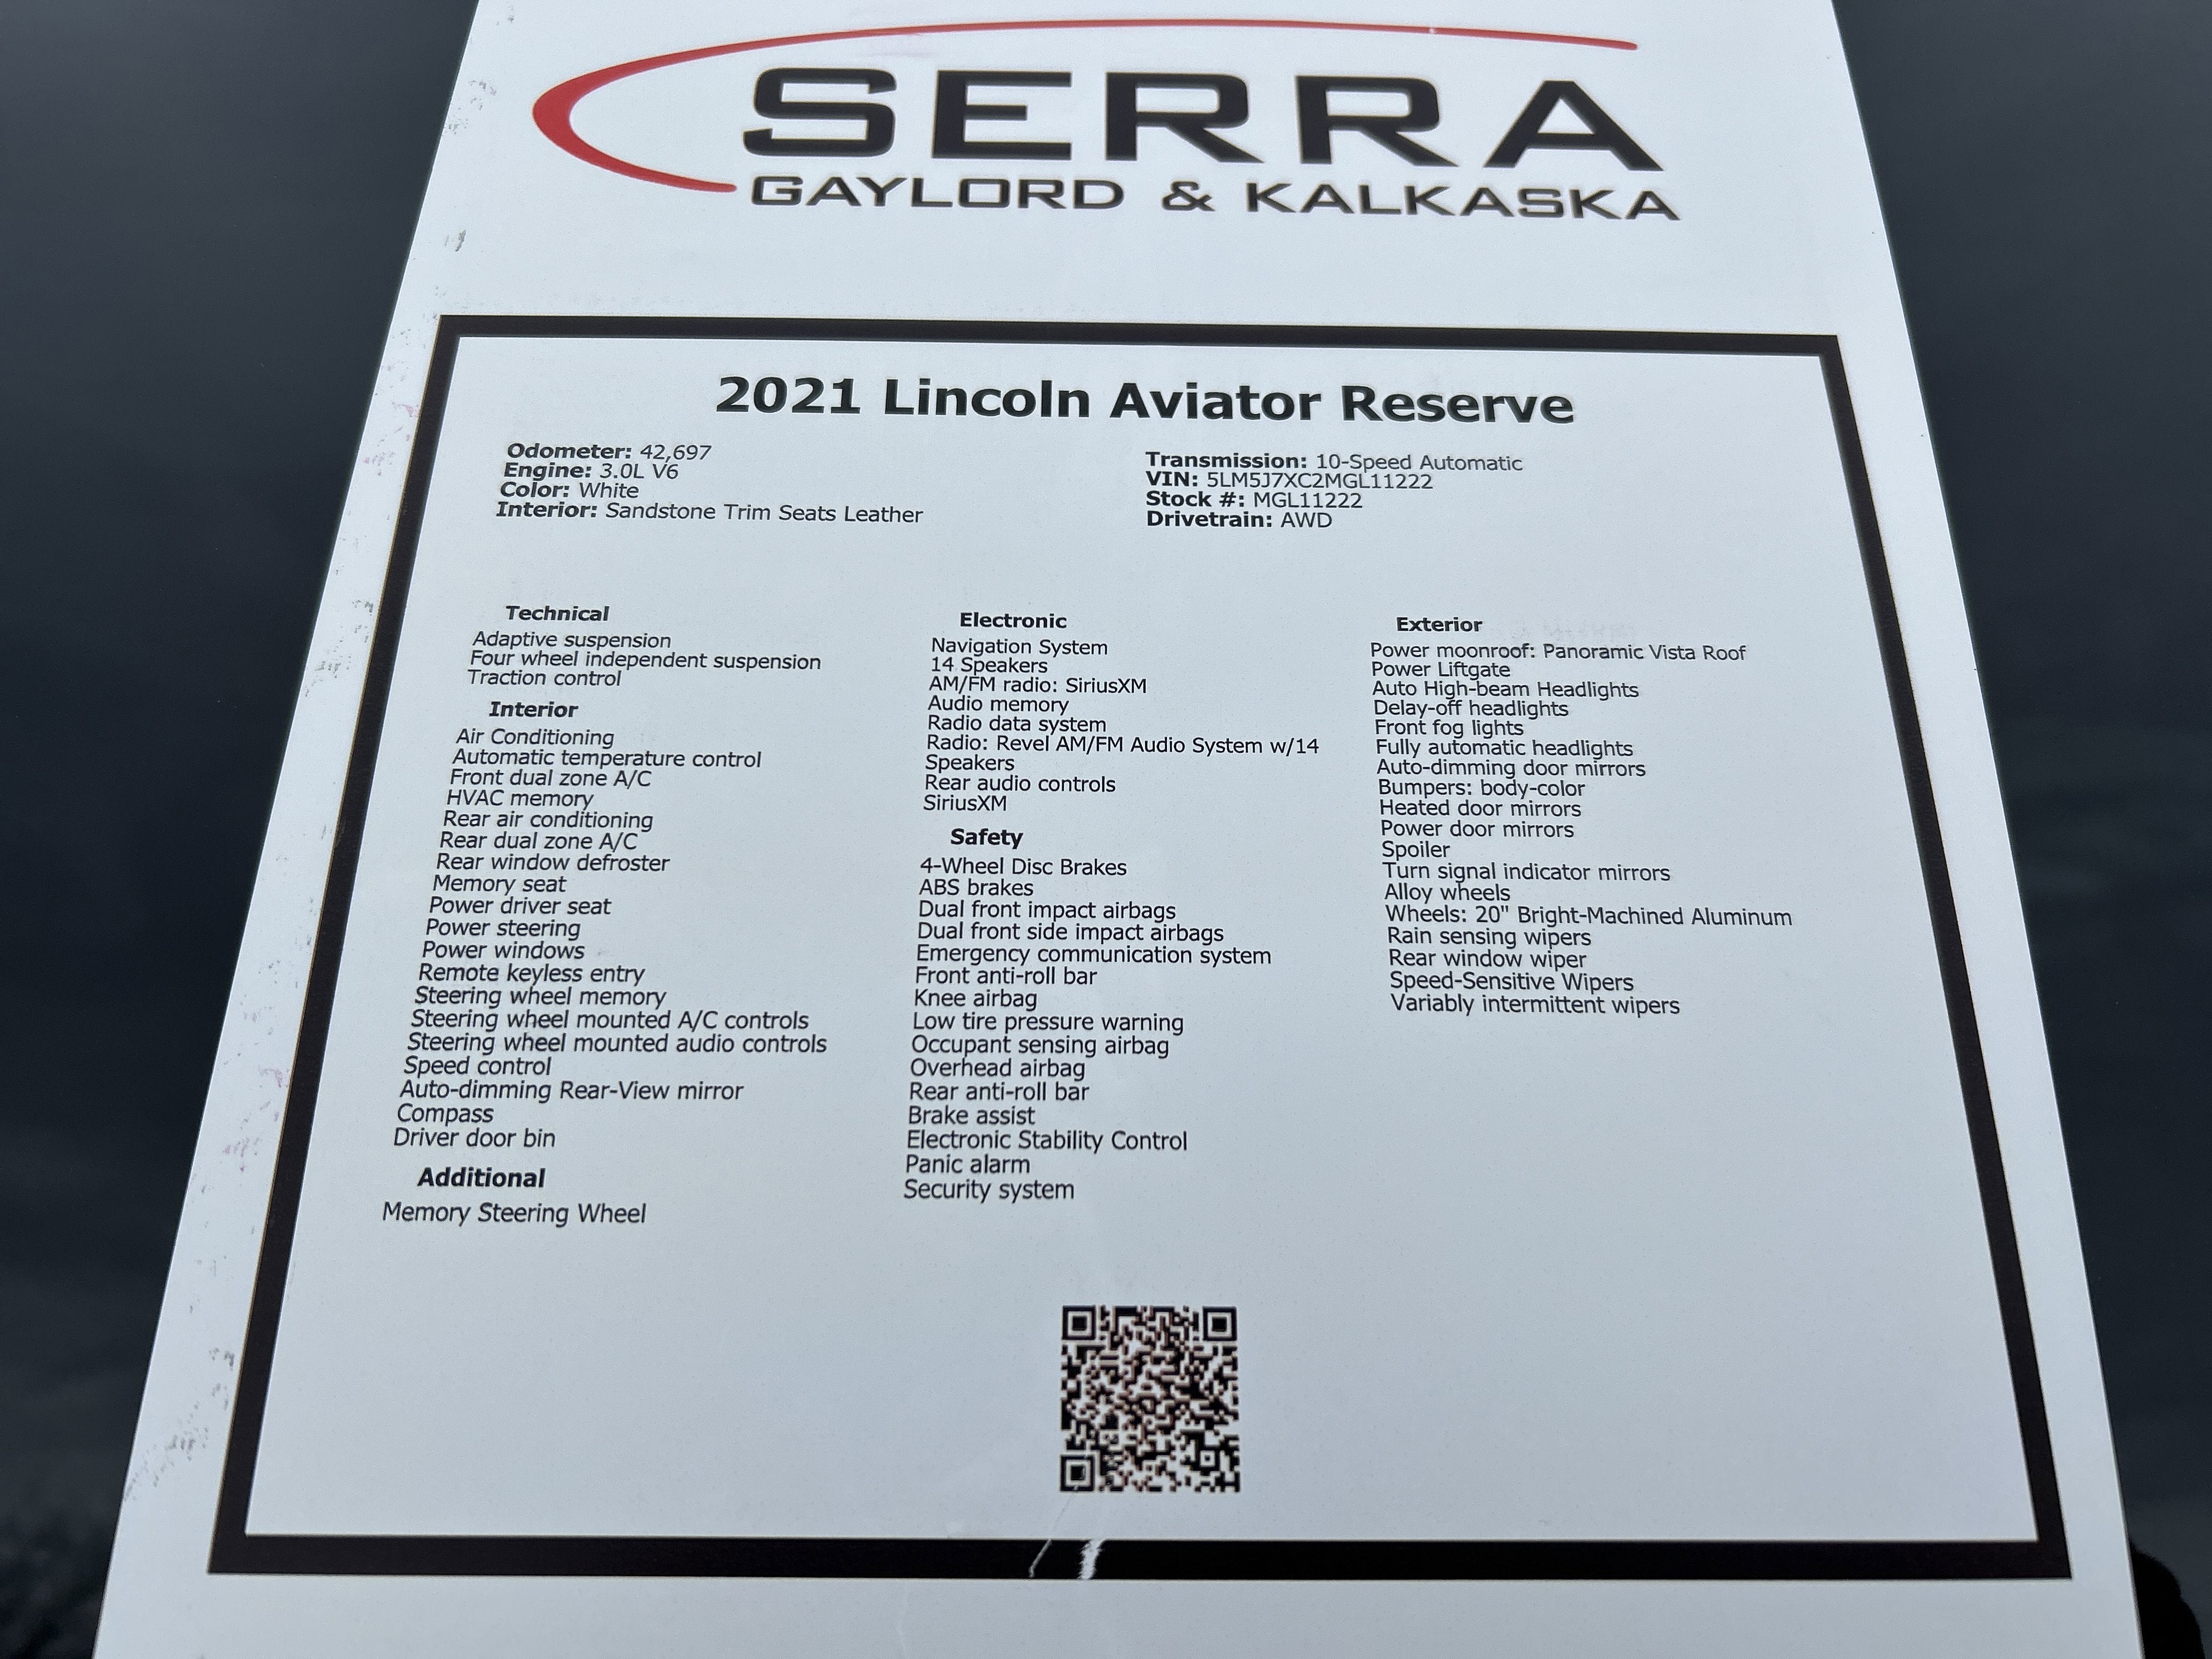 SERRA
GAYLORD & KALKASKA
2021 Lincoln Aviator Reserve
Odometer: 42,697
Engine: 3.0L V6
Color: White
Interior: Sandstone Trim Seats Leather
Transmission: 10-Speed Automatic
VIN: 5LM5J7XC2MGL11222
Stock #: MGL11222
Drivetrain: AWD
Technical
Adaptive suspension
Four wheel independent suspension
Traction control
Interior
Air Conditioning
Automatic temperature control
Front dual zone A/C
HVAC memory
Rear air conditioning
Rear dual zone A/C
Rear window defroster
Memory seat
Power driver seat
Power steering
Power windows
Remote keyless entry
Steering wheel memory
Steering wheel mounted A/C controls
Steering wheel mounted audio controls
Speed control
Auto-dimming Rear-View mirror
Compass
Driver door bin
Additional
Memory Steering Wheel
Electronic
Navigation System
14 Speakers
AM/FM radio: SiriusXM
Audio memory
Radio data system
Radio: Revel AM/FM Audio System w/14
Speakers
Rear audio controls
SiriusXM
Safety
4-Wheel Disc Brakes
ABS brakes
Dual front impact airbags
Dual front side impact airbags
Emergency communication system
Front anti-roll bar
Knee airbag
Low tire pressure warning
Occupant sensing airbag
Overhead airbag
Rear anti-roll bar
Brake assist
Electronic Stability Control
Panic alarm
Security system
Exterior
Power moonroof: Panoramic Vista Roof
Power Liftgate
Auto High-beam Headlights
Delay-off headlights
Front fog lights
Fully automatic headlights
Auto-dimming door mirrors
Bumpers: body-color
Heated door mirrors
Power door mirrors
Spoiler
Turn signal indicator mirrors
Alloy wheels
Wheels: 20" Bright-Machined Aluminum
Rain sensing wipers
Rear window wiper
Speed-Sensitive Wipers
Variably intermittent wipers